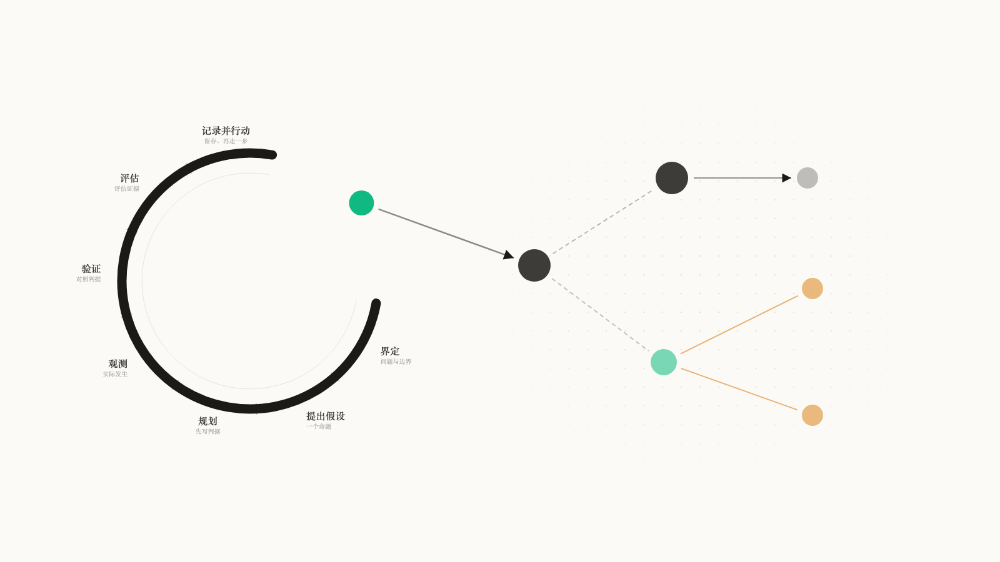 记录并行动
留存、再走一步
评估
评估证据
验证
对照判据
观测
实际发生
规划
先写判据
提出假设
一个命题
界定
问题与边界